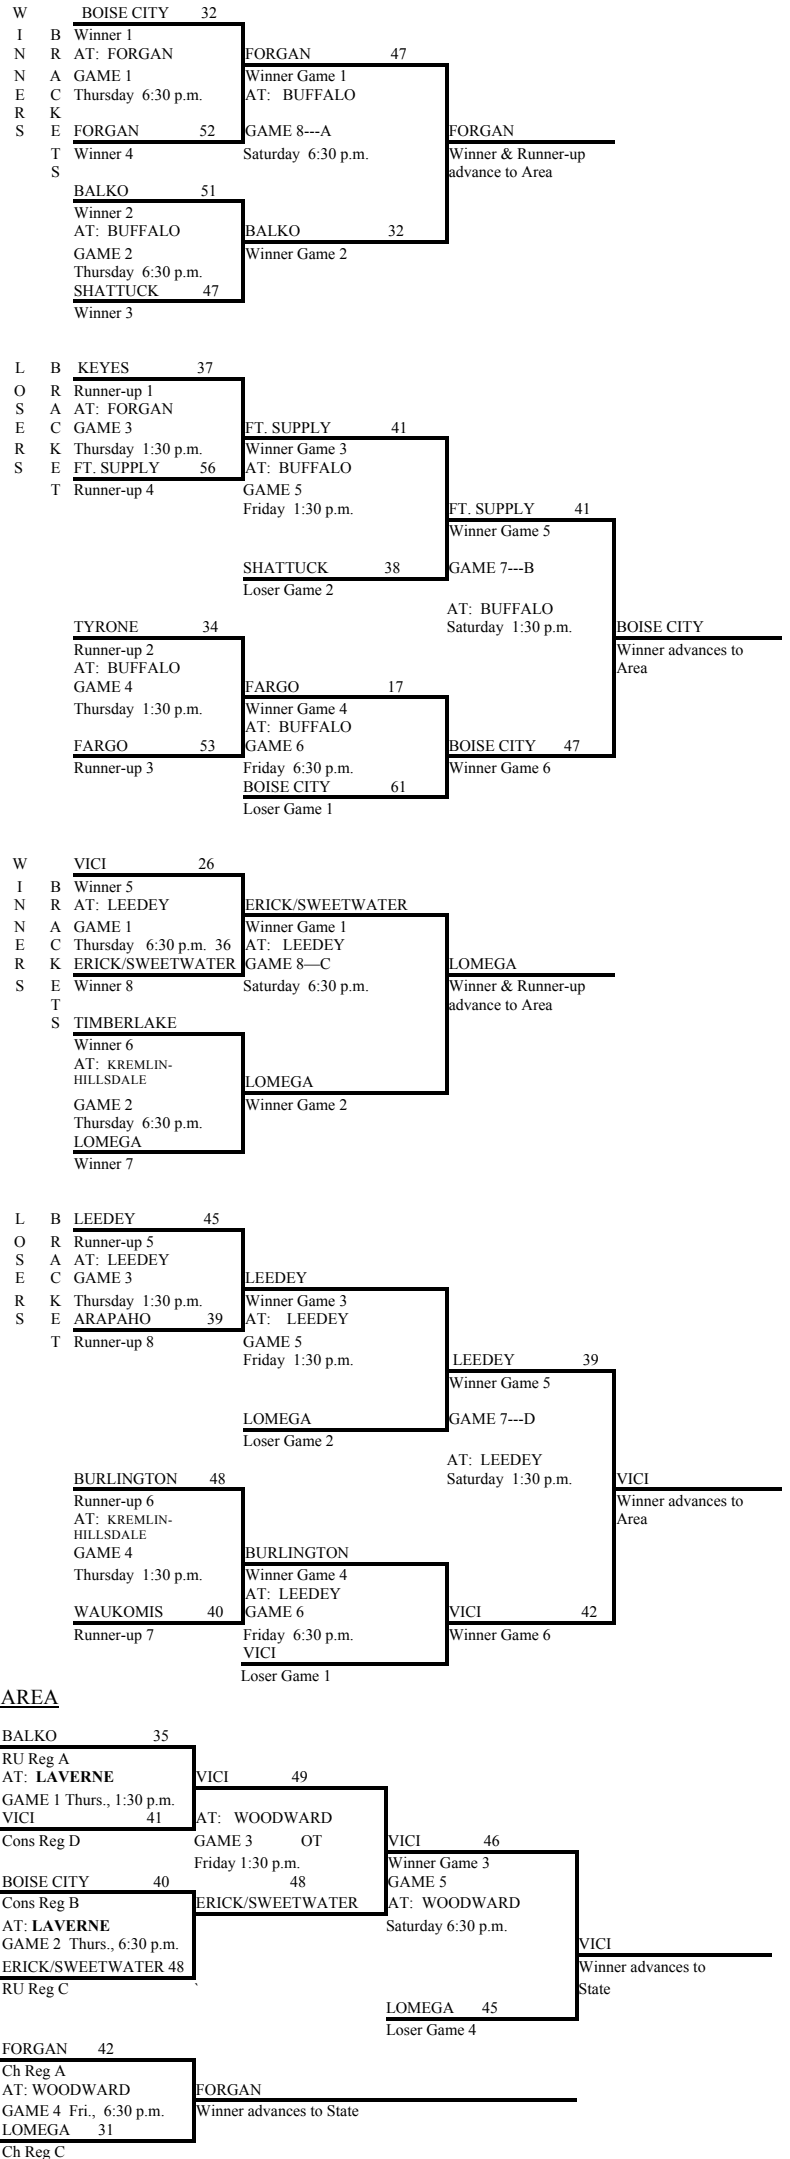 W BOISE CITY 32
I B Winner 1
N R AT: FORGAN FORGAN 47
N A GAME 1 Winner Game 1
E C Thursday 6:30 p.m. AT: BUFFALO
R K
S E FORGAN 52 GAME 8---A FORGAN
T Winner 4 Saturday 6:30 p.m. Winner & Runner-up
S advance to Area
BALKO 51
Winner 2
AT: BUFFALO BALKO 32
GAME 2 Winner Game 2
Thursday 6:30 p.m.
SHATTUCK 47
Winner 3
L B KEYES 37
O R Runner-up 1
S A AT: FORGAN
E C GAME 3 FT. SUPPLY 41
R K Thursday 1:30 p.m. Winner Game 3
S E FT. SUPPLY 56 AT: BUFFALO
T Runner-up 4 GAME 5
Friday 1:30 p.m. FT. SUPPLY 41
Winner Game 5
SHATTUCK 38 GAME 7---B
Loser Game 2
AT: BUFFALO
TYRONE 34 Saturday 1:30 p.m. BOISE CITY
Runner-up 2 Winner advances to
AT: BUFFALO Area
GAME 4 FARGO 17
Thursday 1:30 p.m. Winner Game 4
AT: BUFFALO
FARGO 53 GAME 6 BOISE CITY 47
Runner-up 3 Friday 6:30 p.m. Winner Game 6
BOISE CITY 61
Loser Game 1
W VICI 26
I B Winner 5
N R AT: LEEDEY ERICK/SWEETWATER
N A GAME 1 Winner Game 1
E C Thursday 6:30 p.m. 36 AT: LEEDEY
R K ERICK/SWEETWATER GAME 8—C LOMEGA
S E Winner 8 Saturday 6:30 p.m. Winner & Runner-up
T advance to Area
S TIMBERLAKE
Winner 6
AT: KREMLIN-
HILLSDALE LOMEGA
GAME 2 Winner Game 2
Thursday 6:30 p.m.
LOMEGA
Winner 7
L B LEEDEY 45
O R Runner-up 5
S A AT: LEEDEY
E C GAME 3 LEEDEY
R K Thursday 1:30 p.m. Winner Game 3
S E ARAPAHO 39 AT: LEEDEY
T Runner-up 8 GAME 5
Friday 1:30 p.m. LEEDEY 39
Winner Game 5
LOMEGA GAME 7---D
Loser Game 2
AT: LEEDEY
BURLINGTON 48 Saturday 1:30 p.m. VICI
Runner-up 6 Winner advances to
AT: KREMLIN- Area
HILLSDALE
GAME 4 BURLINGTON
Thursday 1:30 p.m. Winner Game 4
AT: LEEDEY
WAUKOMIS 40 GAME 6 VICI 42
Runner-up 7 Friday 6:30 p.m. Winner Game 6
VICI
Loser Game 1
AREA
BALKO 35
RU Reg A
AT: LAVERNE VICI 49
GAME 1 Thurs., 1:30 p.m.
VICI 41 AT: WOODWARD
Cons Reg D GAME 3 OT VICI 46
Friday 1:30 p.m. Winner Game 3
BOISE CITY 40 48 GAME 5
Cons Reg B ERICK/SWEETWATER AT: WOODWARD
AT: LAVERNE Saturday 6:30 p.m.
GAME 2 Thurs., 6:30 p.m. VICI
ERICK/SWEETWATER 48 Winner advances to
RU Reg C ` State
LOMEGA 45
Loser Game 4
FORGAN 42
Ch Reg A
AT: WOODWARD FORGAN
GAME 4 Fri., 6:30 p.m. Winner advances to State
LOMEGA 31
Ch Reg C